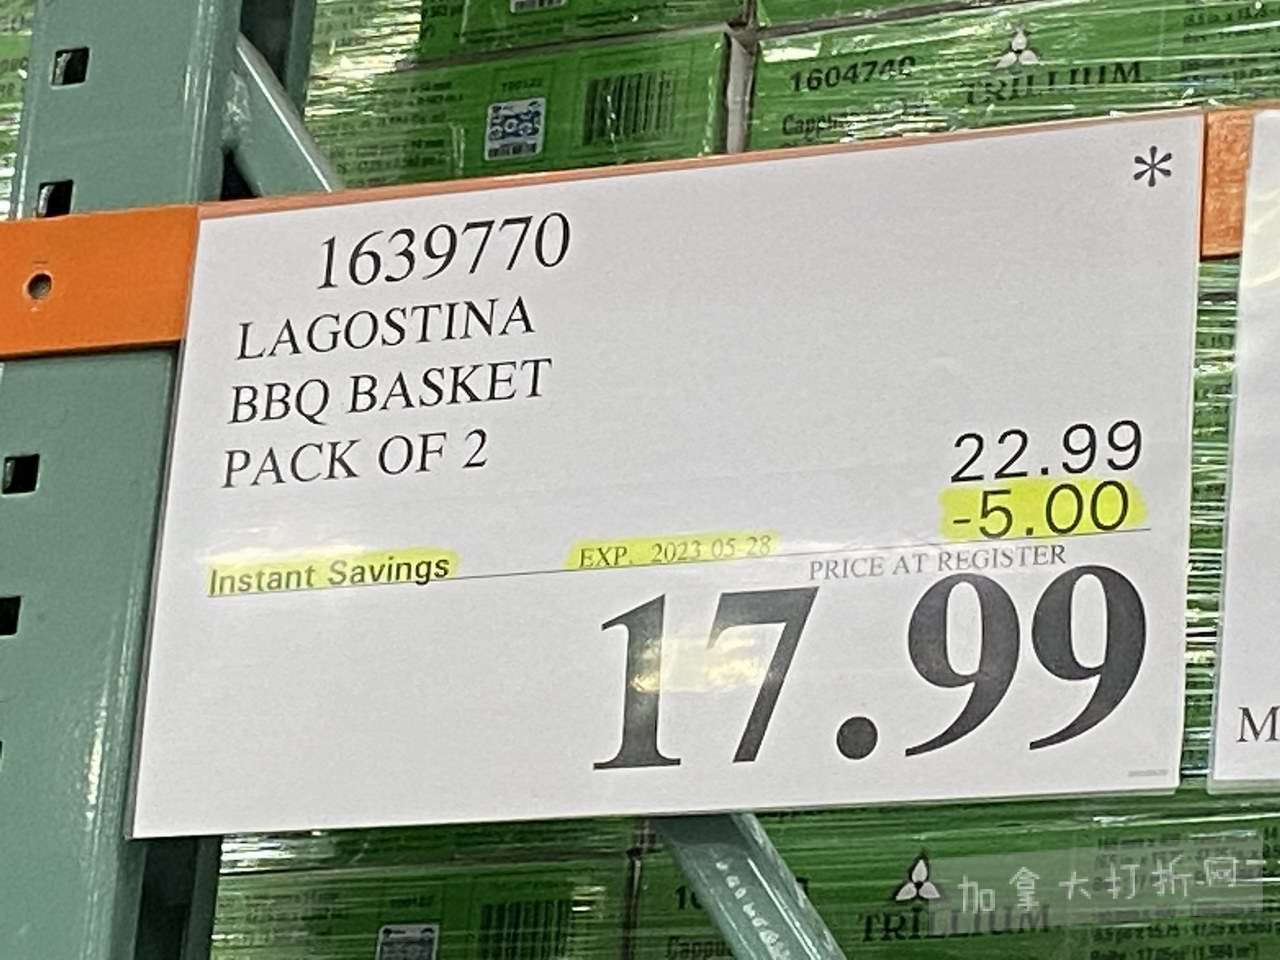 1604740
TRILLIUM
*
1639770
LAGOSTINA
BBQ BASKET
PACK OF 2
22.99
-5.00
Instant Savings
EXP. 2023-05-28
PRICE AT REGISTER
17.99
M
TRILLIUM
加拿大打折网